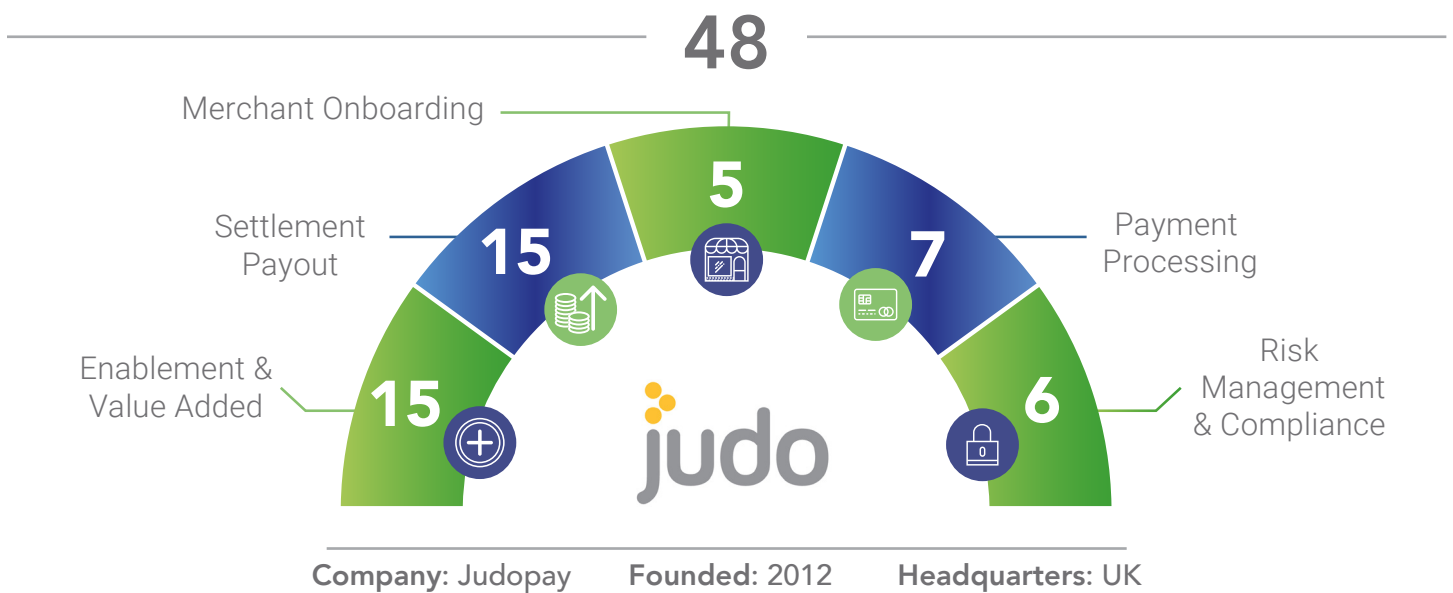 48
Merchant Onboarding
5
Settlement
Payout
15
7
Payment
Processing
Enablement &
Value Added
15
6
Risk
Management
& Compliance
judo
Company: Judopay Founded: 2012 Headquarters: UK